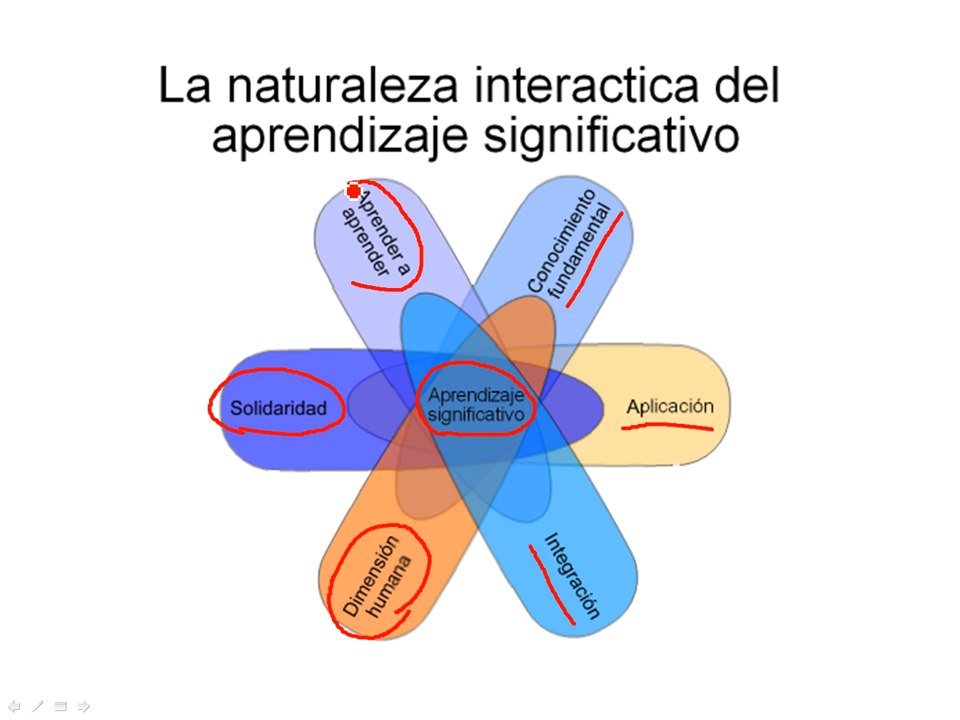 La naturaleza interactica del
aprendizaje significativo
Aprender a
aprender
Conocimiento
fundamental
Solidaridad
Aprendizaje
significativo
Aplicación
Dimensión
humana
Integración